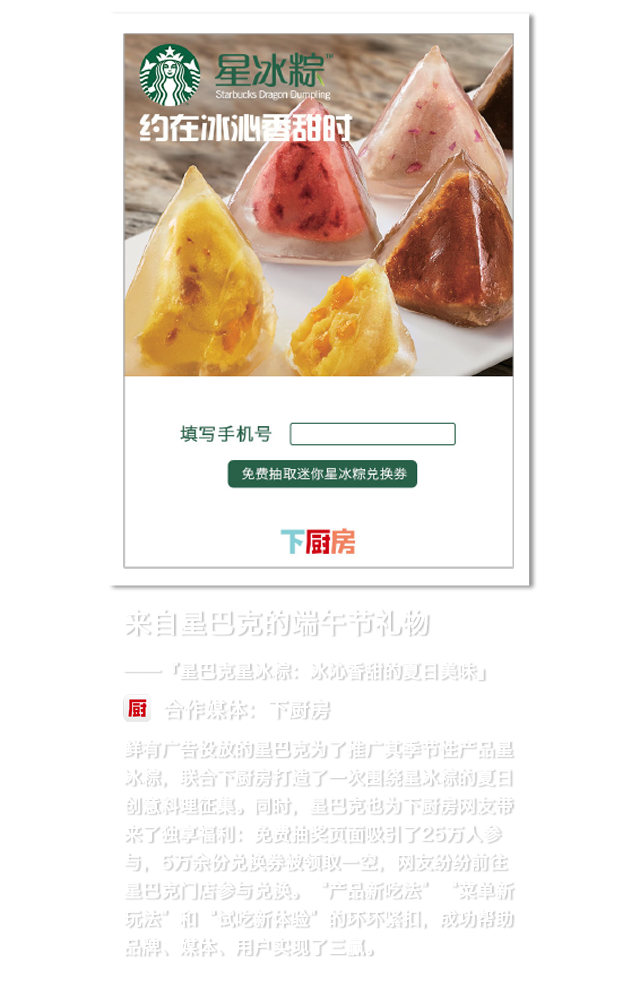 星冰粽™
Starbucks Dragon Dumpling
约在冰沁香甜时
填写手机号
免费抽取迷你星冰粽兑换券
下厨房
来自星巴克的端午节礼物
——「星巴克星冰粽：冰沁香甜的夏日美味」
厨 合作媒体：下厨房
鲜有广告投放的星巴克为了推广其季节性产品星
冰粽，联合下厨房打造了一次围绕星冰粽的夏日
创意料理征集。同时，星巴克也为下厨房网友带
来了独享福利：免费抽奖页面吸引了25万人参
与，5万余份兑换券被领取一空，网友纷纷前往
星巴克门店参与兑换。“产品新吃法”“菜单新
玩法”和“试吃新体验”的环环紧扣，成功帮助
品牌、媒体、用户实现了三赢。